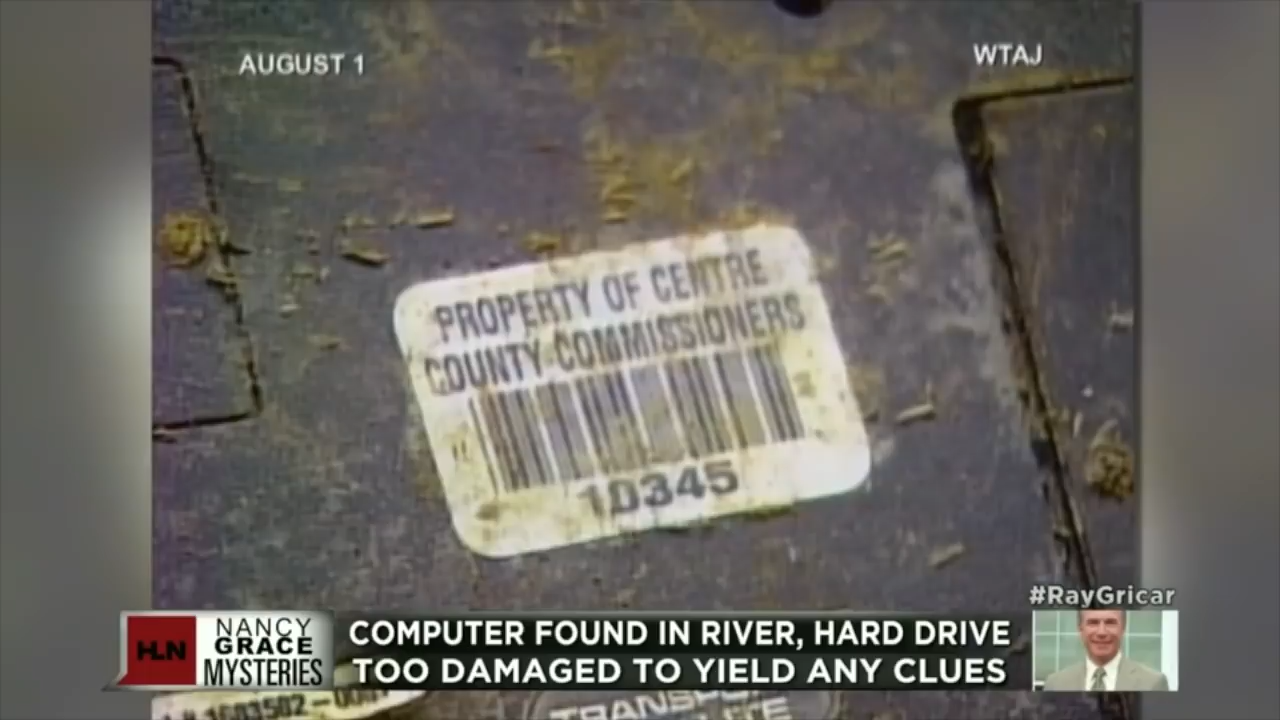 AUGUST 1
WTAJ
PROPERTY OF CENTRE
COUNTY COMMISSIONERS
10345
#RayGricar
HLN
NANCY
GRACE
MYSTERIES
COMPUTER FOUND IN RIVER, HARD DRIVE
TOO DAMAGED TO YIELD ANY CLUES